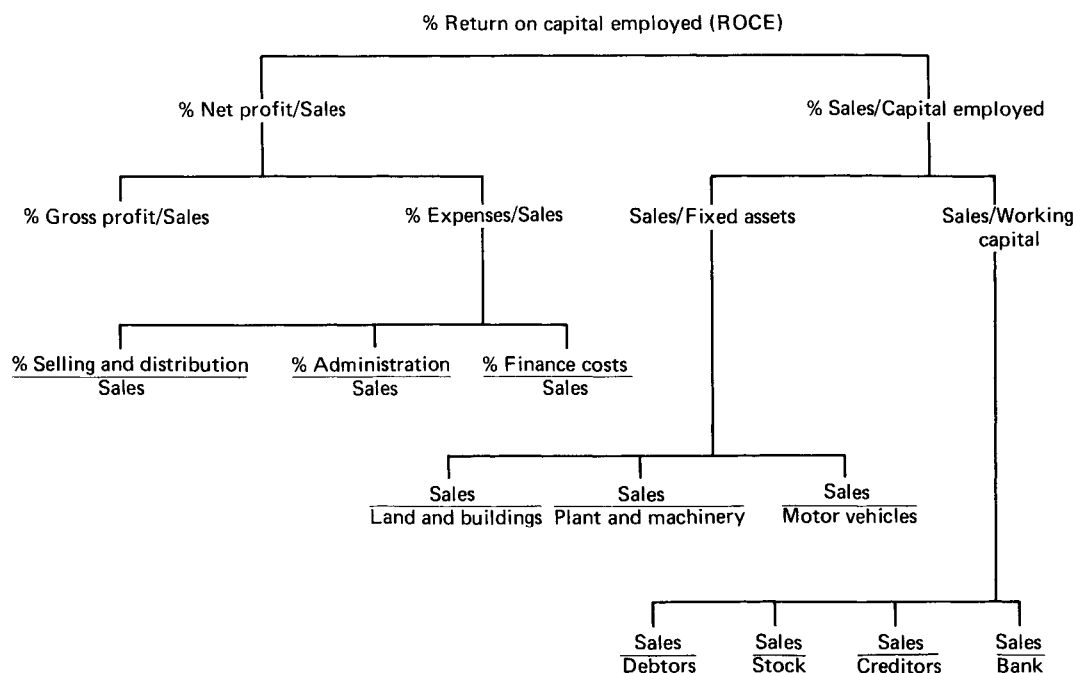 % Return on capital employed (ROCE)
% Net profit/Sales
% Sales/Capital employed
% Gross profit/Sales
% Expenses/Sales
Sales/Fixed assets
Sales/Working
capital
% Selling and distribution
Sales
% Administration
Sales
% Finance costs
Sales
Sales
Land and buildings
Sales
Plant and machinery
Sales
Motor vehicles
Sales
Debtors
Sales
Stock
Sales
Creditors
Sales
Bank